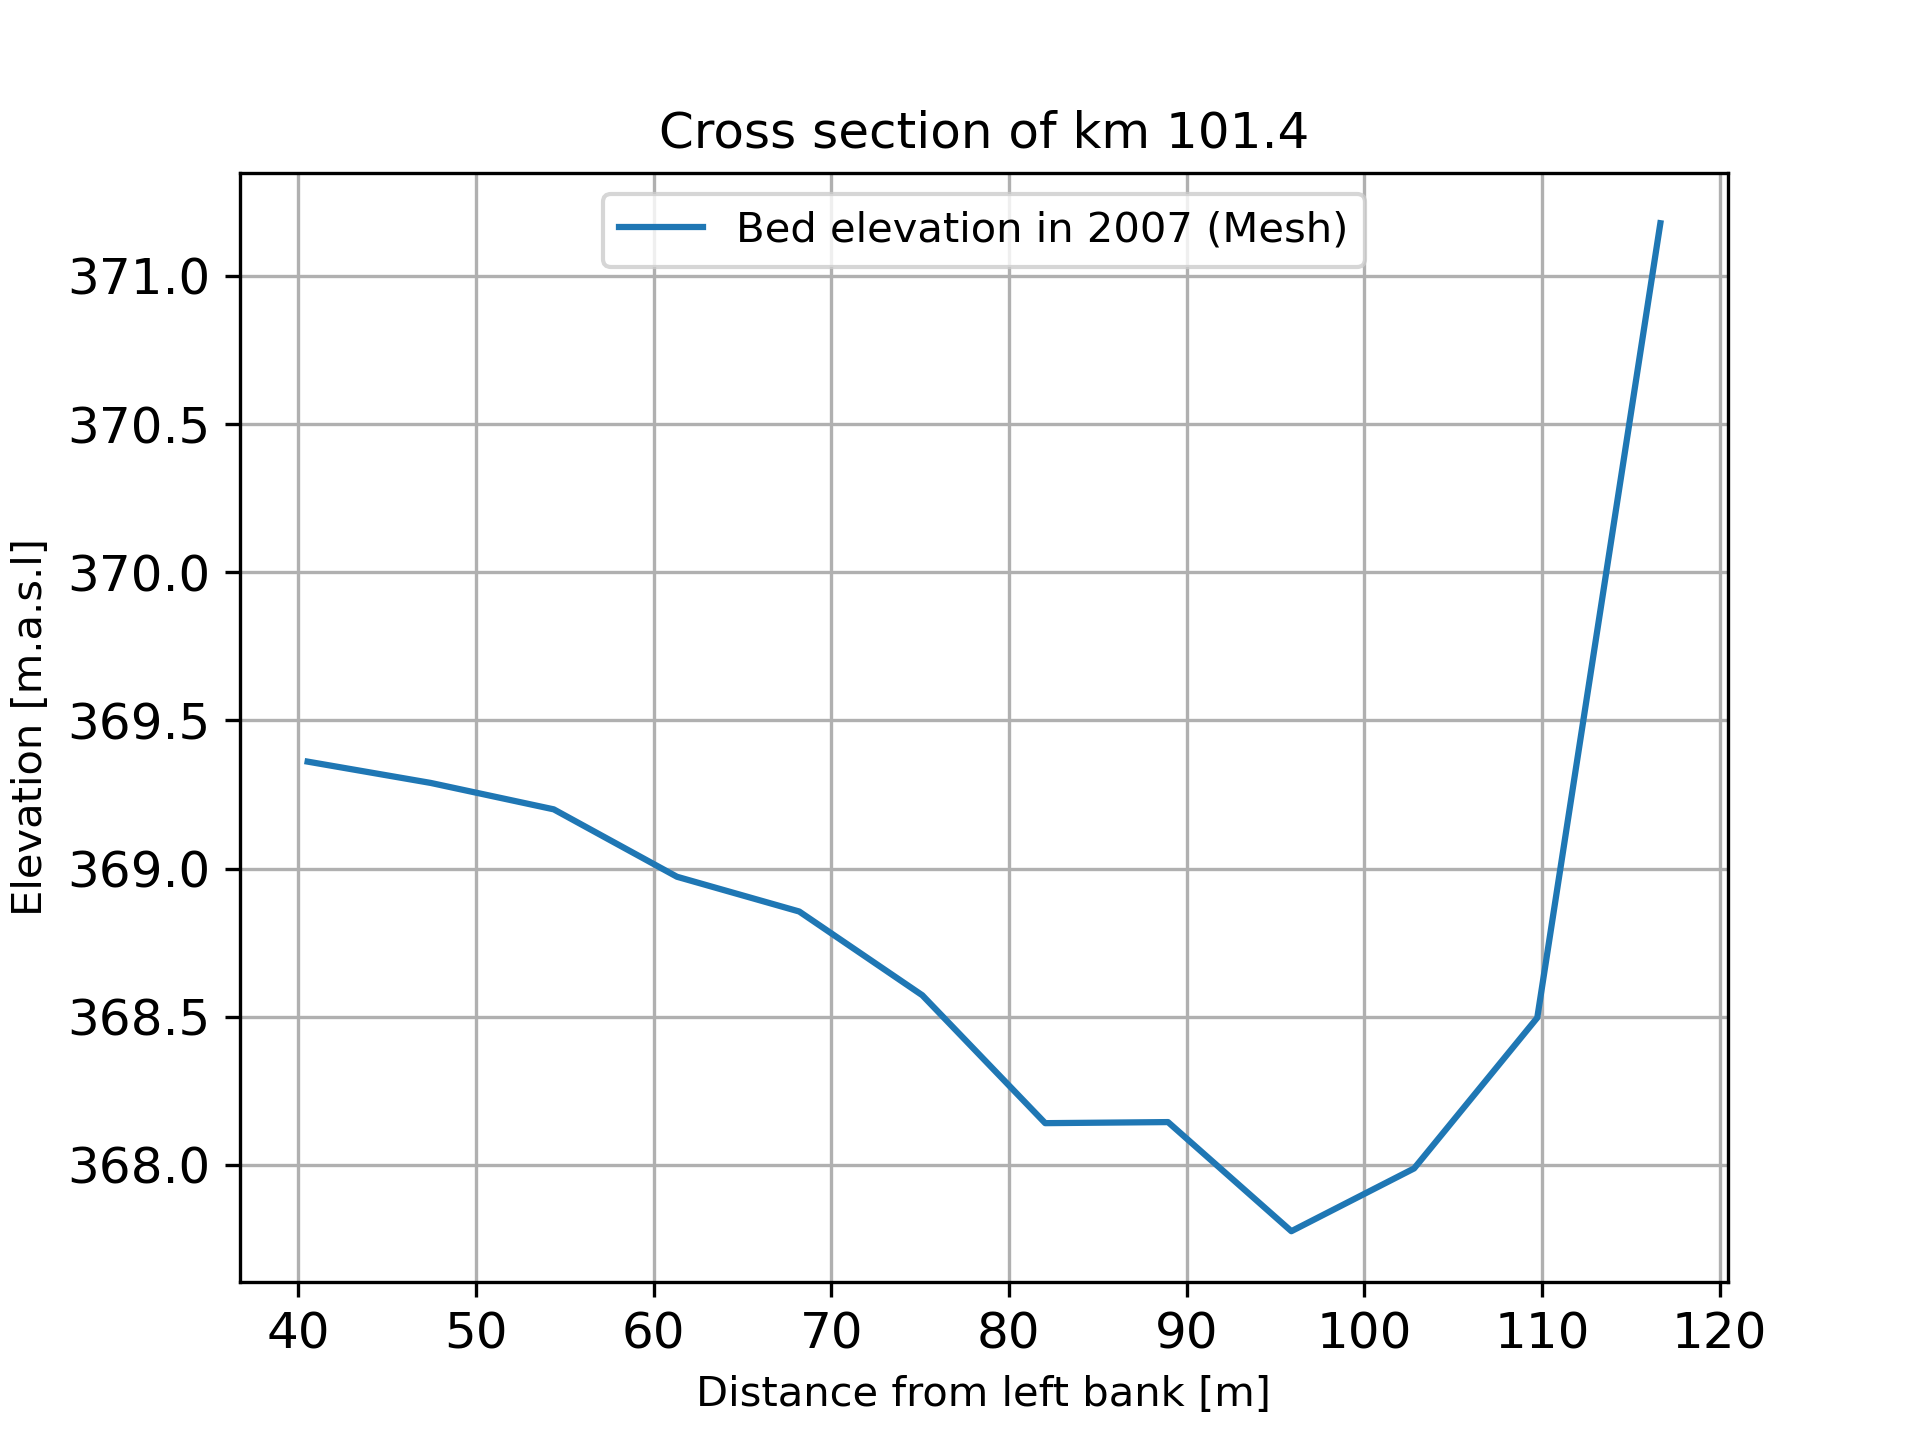 Cross section of km 101.4
Bed elevation in 2007 (Mesh)
371.0
370.5
370.0
369.5
369.0
368.5
368.0
Elevation [m.a.s.l]
40 50 60 70 80 90 100 110 120
Distance from left bank [m]